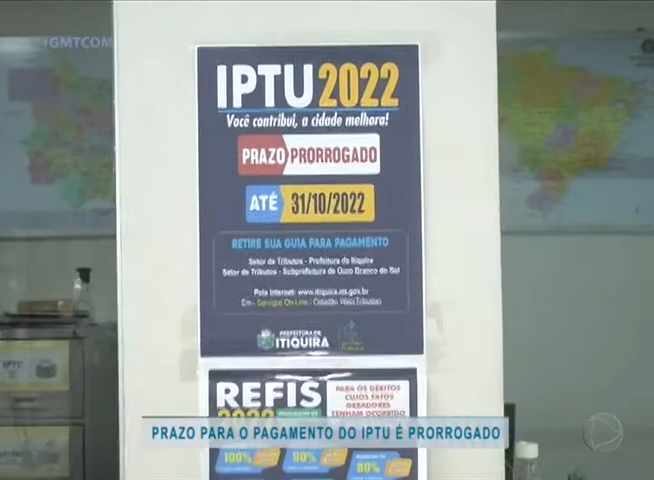 IGMTCOM
IPTU 2022
Você contribui, a cidade melhora!
PRAZO PRORROGADO
ATÉ 31/10/2022
RETIRE SUA GUIA PARA PAGAMENTO
Setor de Tributos - Prefeitura de Itiquira
Setor de Tributos - Subprefeitura de Ouro Branco do Sul
Pela Internet: www.itiquira.mt.gov.br
Em - Serviços On-Line - Cidadão Web(Tributos)
PREFEITURA DE
ITIQUIRA
REFIS
2022
PARA OS DÉBITOS
CUJOS FATOS
GERADORES
TENHAM OCORRIDO
PRAZO PARA O PAGAMENTO DO IPTU É PRORROGADO
100%
90%
80%
IPTU